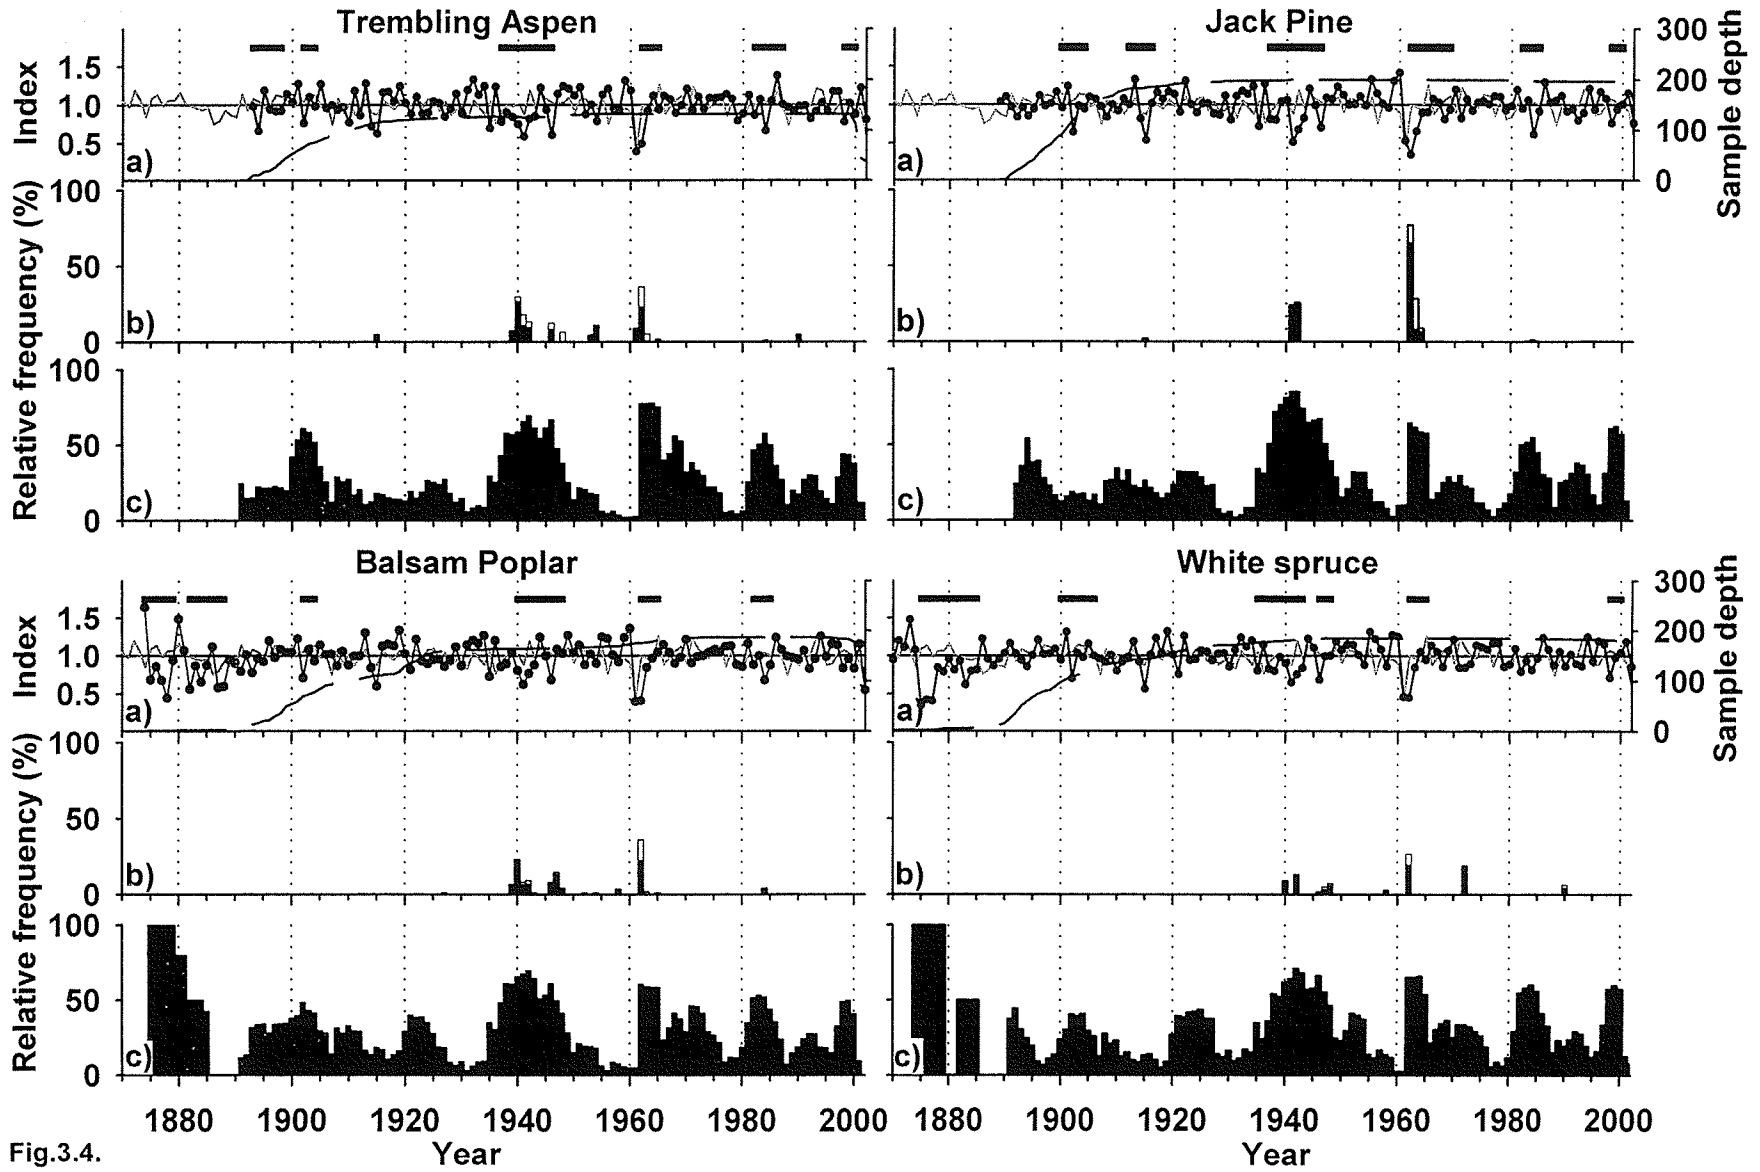 Trembling Aspen
Jack Pine
Index
1.5
1.0
0.5
a)
a)
300
200
100
0
Sample depth
Relative frequency (%)
100
50
0
b)
b)
100
50
0
c)
c)
Balsam Poplar
White spruce
Index
1.5
1.0
0.5
a)
a)
300
200
100
0
Sample depth
Relative frequency (%)
100
50
0
b)
b)
100
50
0
c)
c)
1880 1900 1920 1940 1960 1980 2000
1880 1900 1920 1940 1960 1980 2000
Year
Year
Fig.3.4.